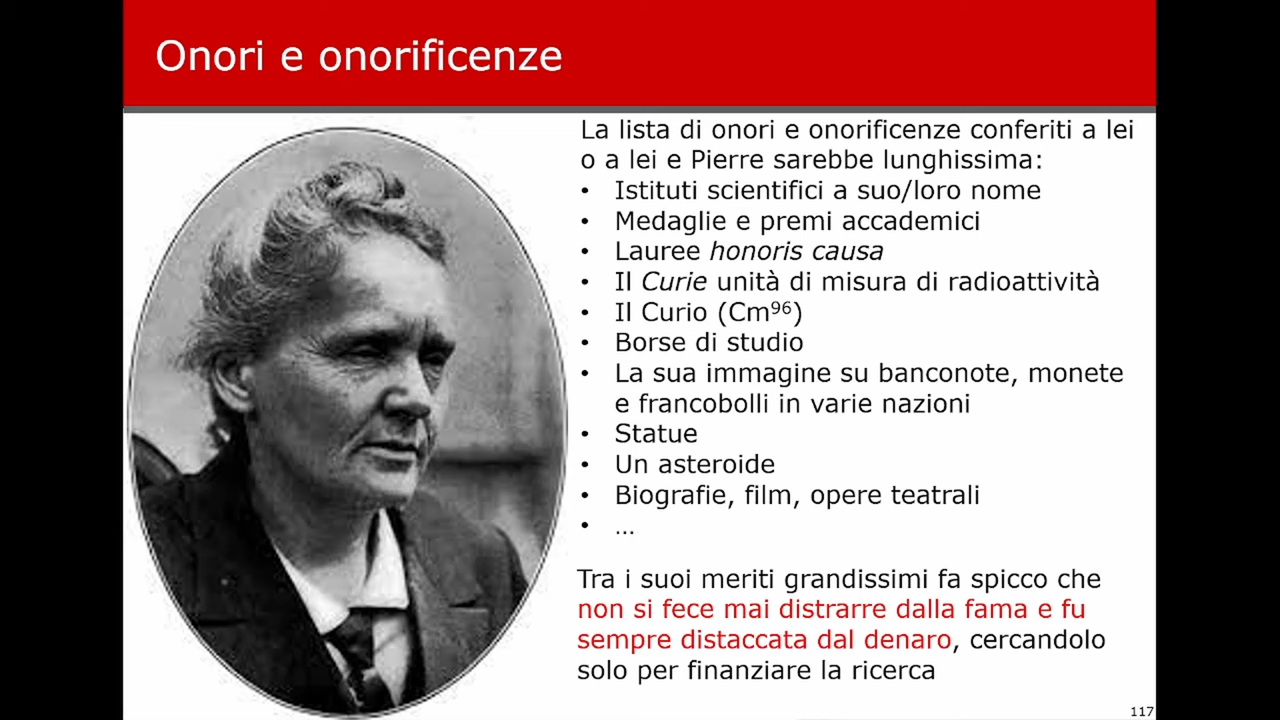 Onori e onorificenze
La lista di onori e onorificenze conferiti a lei
o a lei e Pierre sarebbe lunghissima:
• Istituti scientifici a suo/loro nome
• Medaglie e premi accademici
• Lauree honoris causa
• Il Curie unità di misura di radioattività
• Il Curio (Cm⁹⁶)
• Borse di studio
• La sua immagine su banconote, monete
e francobolli in varie nazioni
• Statue
• Un asteroide
• Biografie, film, opere teatrali
• ...
Tra i suoi meriti grandissimi fa spicco che
non si fece mai distrarre dalla fama e fu
sempre distaccata dal denaro, cercandolo
solo per finanziare la ricerca
117